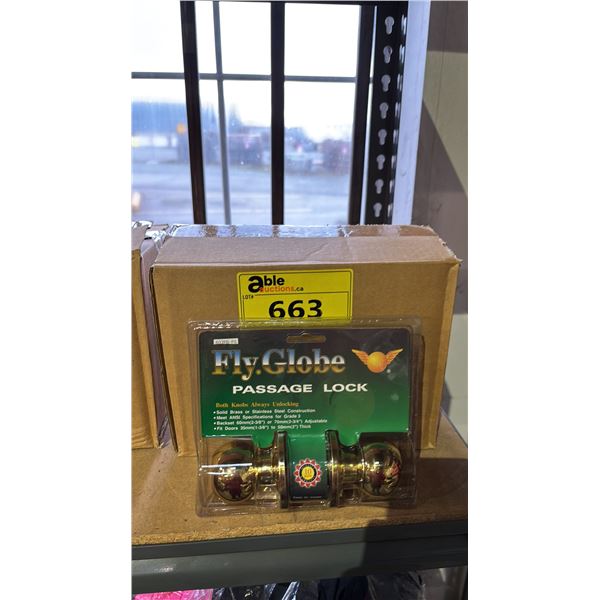 able
auctions.ca
LOT#
663
Fly.Globe
PASSAGE LOCK
Both Knobs Always Unlocking
•Solid Brass or Stainless Steel Construction
•Meet ANSI Specifications for Grade 3
•Backset 60mm(2-3/8") or 70mm(2-3/4") Adjustable
•Fit Doors 35mm(1-3/8") to 50mm(2") Thick